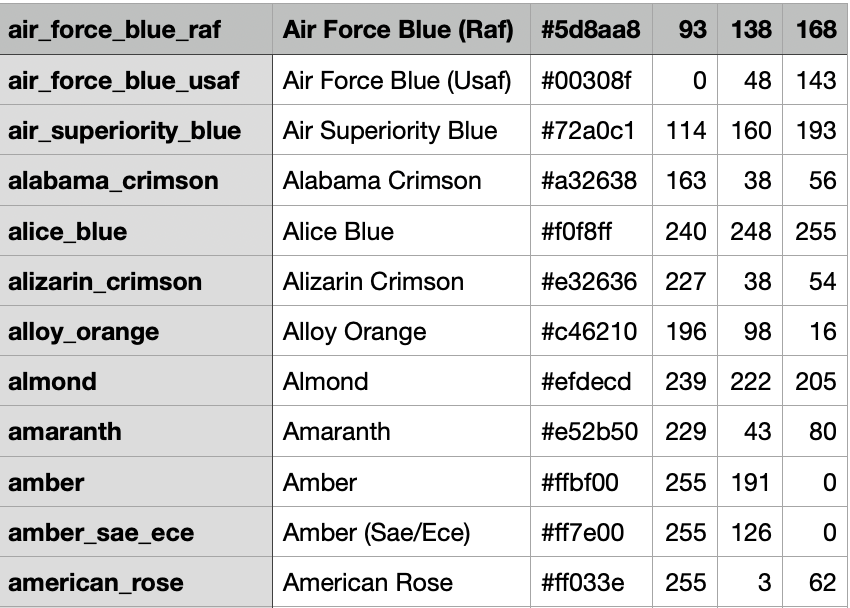 air_force_blue_raf Air Force Blue (Raf) #5d8aa8 93 138 168
air_force_blue_usaf Air Force Blue (Usaf) #00308f 0 48 143
air_superiority_blue Air Superiority Blue #72a0c1 114 160 193
alabama_crimson Alabama Crimson #a32638 163 38 56
alice_blue Alice Blue #f0f8ff 240 248 255
alizarin_crimson Alizarin Crimson #e32636 227 38 54
alloy_orange Alloy Orange #c46210 196 98 16
almond Almond #efdecd 239 222 205
amaranth Amaranth #e52b50 229 43 80
amber Amber #ffbf00 255 191 0
amber_sae_ece Amber (Sae/Ece) #ff7e00 255 126 0
american_rose American Rose #ff033e 255 3 62